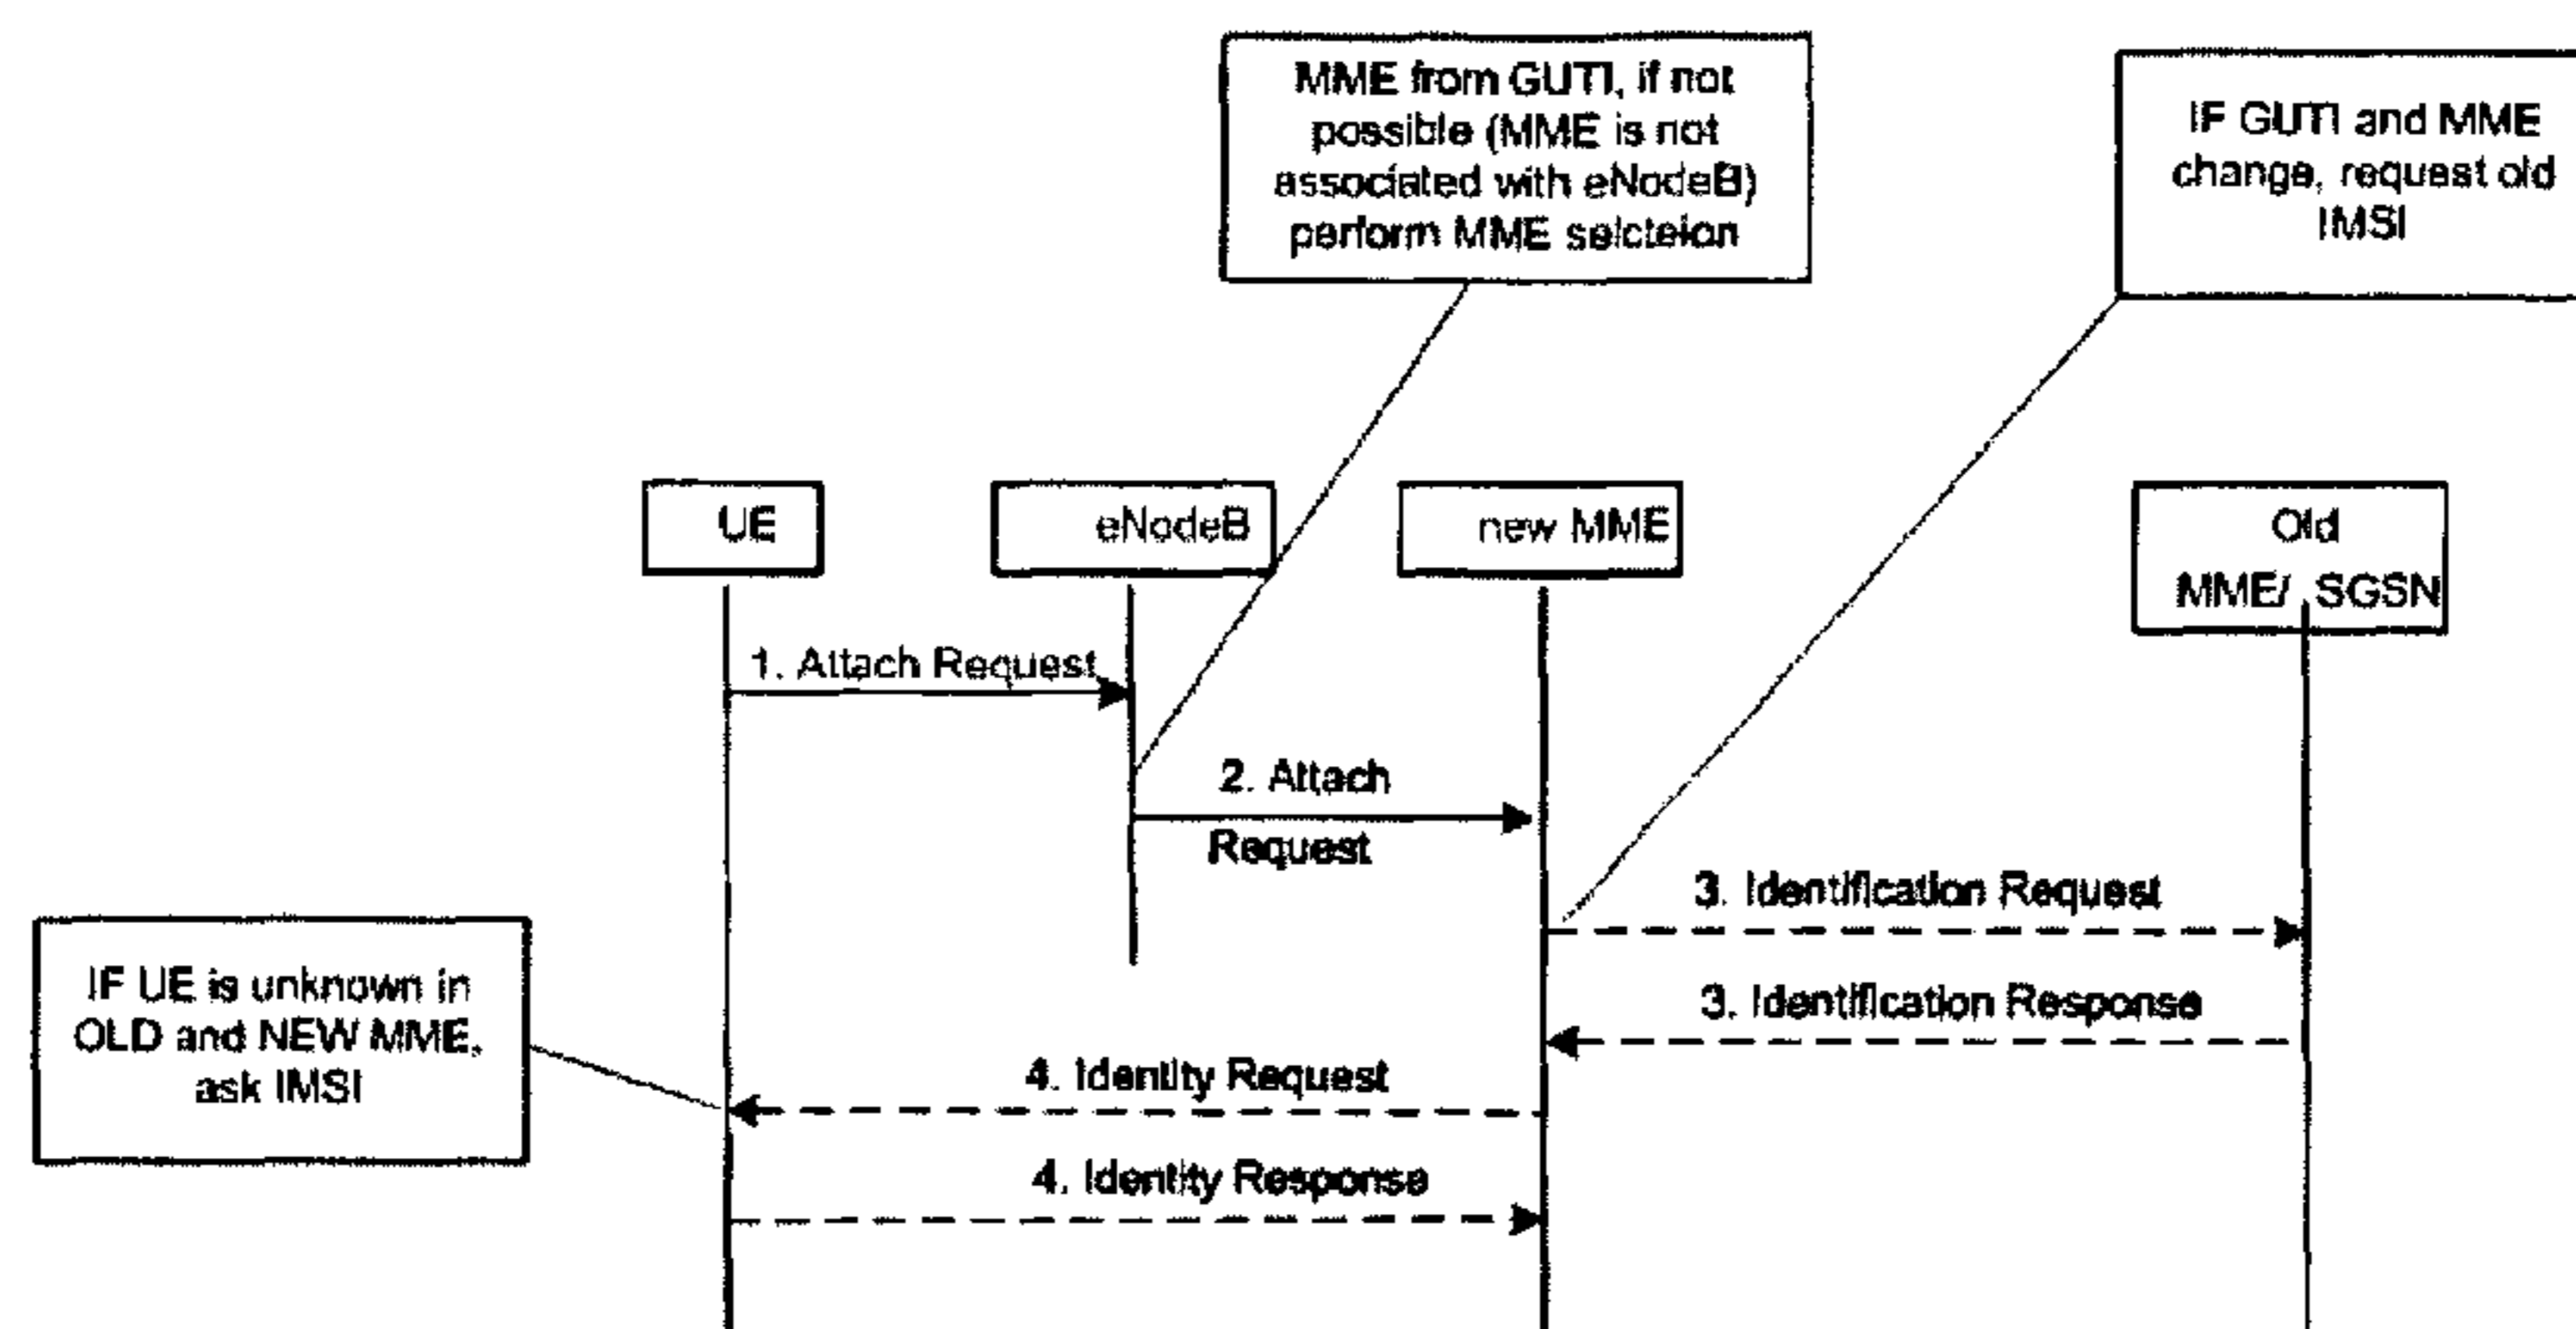 MME from GUTI, if not
possible (MME is not
associated with eNodeB)
perform MME selcteion
IF GUTI and MME
change, request old
IMSI
UE
eNodeB
new MME
Old
MME/ SGSN
1. Attach Request
2. Attach
Request
3. Identification Request
IF UE is unknown in
OLD and NEW MME,
ask IMSI
3. Identification Response
4. Identity Request
4. Identity Response